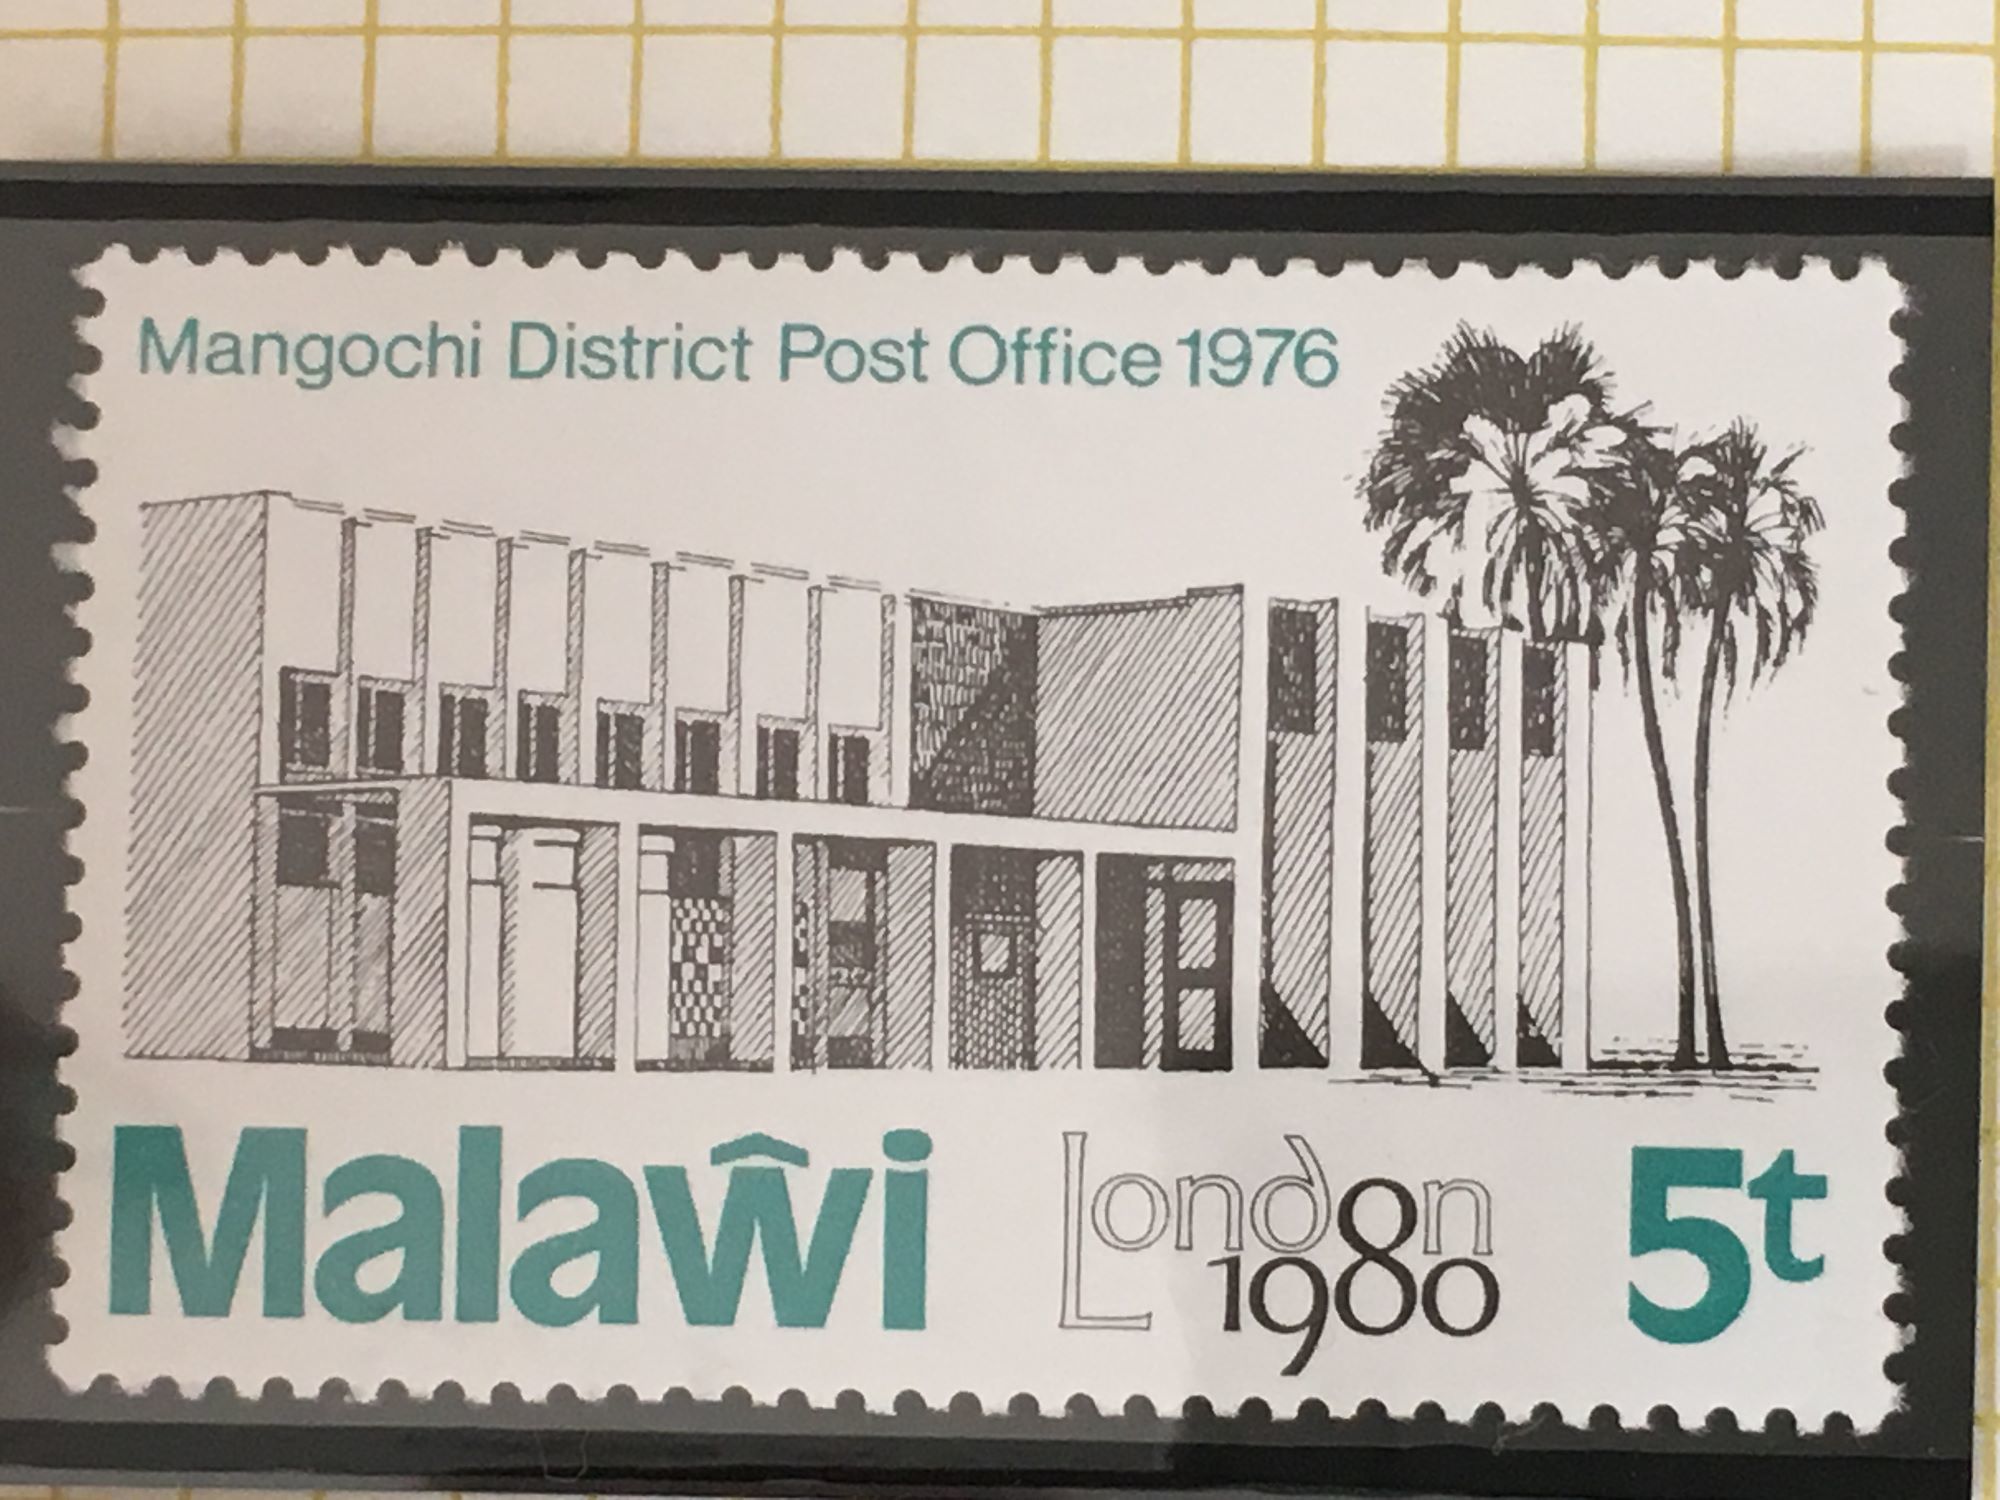 Mangochi District Post Office 1976
Malaŵi
London
1980
5t